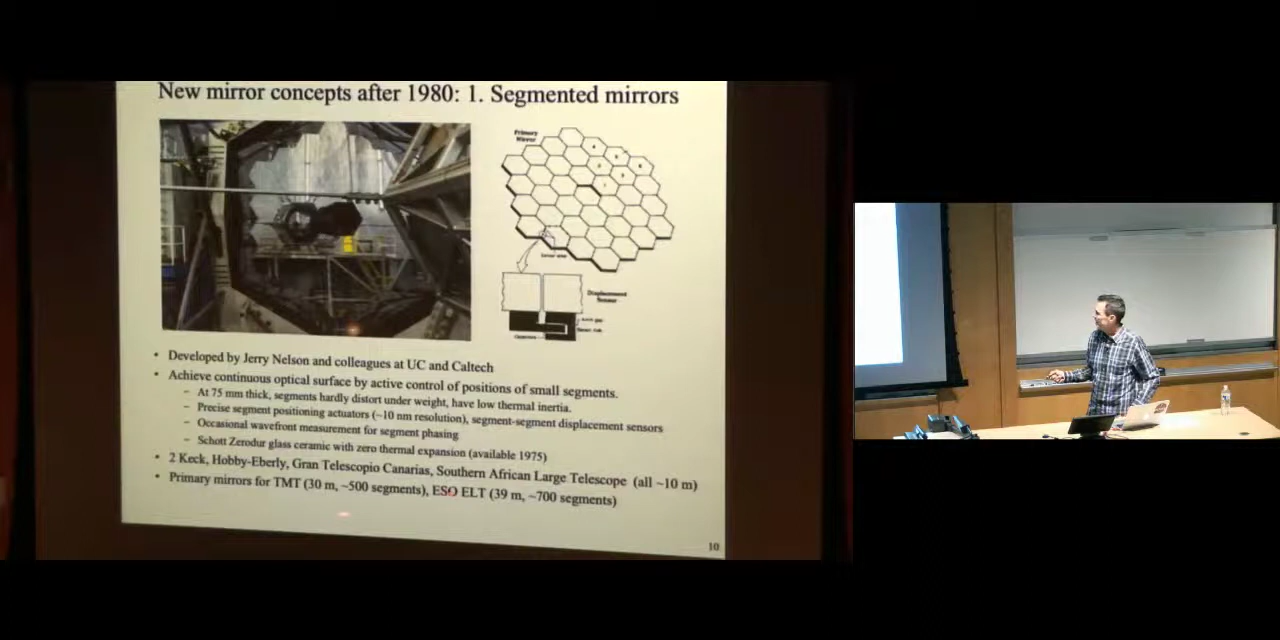 New mirror concepts after 1980: 1. Segmented mirrors
Primary
Mirror
Displacement
Sensor
• Developed by Jerry Nelson and colleagues at UC and Caltech
• Achieve continuous optical surface by active control of positions of small segments.
– At 75 mm thick, segments hardly distort under weight, have low thermal inertia.
– Precise segment positioning actuators (~10 nm resolution), segment-segment displacement sensors
– Occasional wavefront measurement for segment phasing
– Schott Zerodur glass ceramic with zero thermal expansion (available 1975)
• 2 Keck, Hobby-Eberly, Gran Telescopio Canarias, Southern African Large Telescope (all ~10 m)
• Primary mirrors for TMT (30 m, ~500 segments), ESO ELT (39 m, ~700 segments)
10